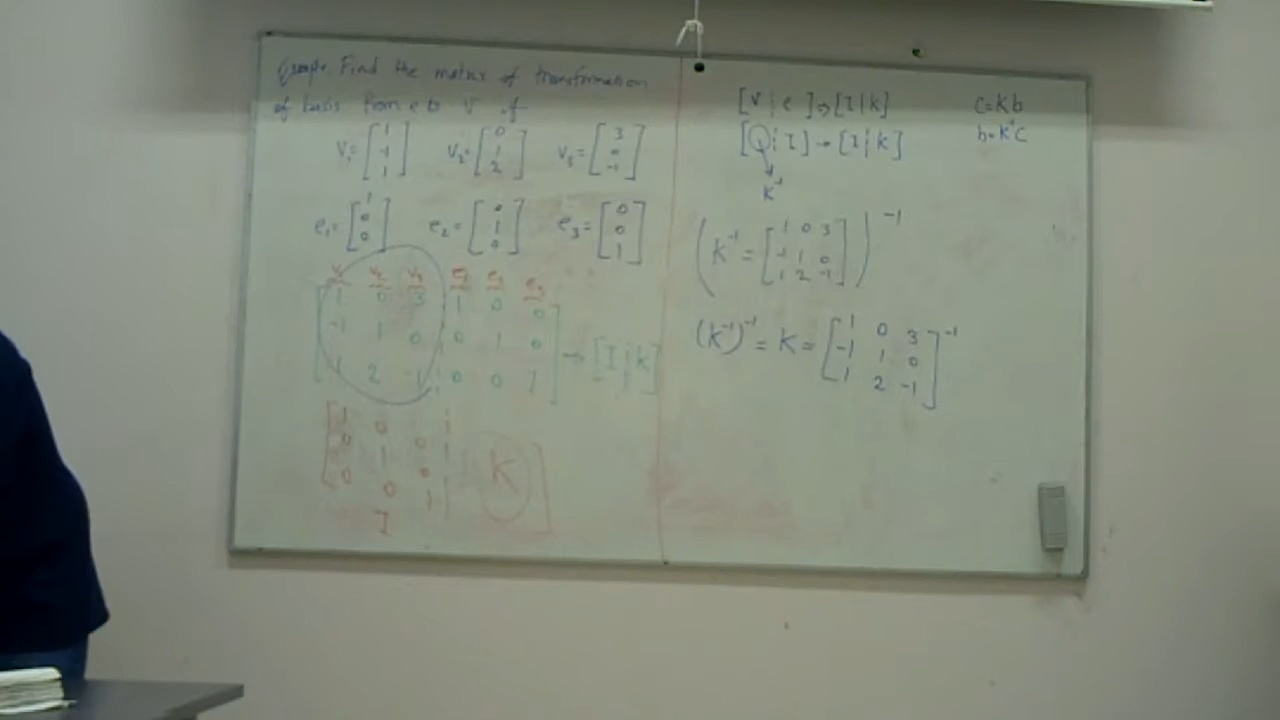 Find the matrix of transformation
of basis from e to V if
V₁ = [1 -1 1] V₂ = [0 1 2] V₃ = [3 0 -1]
e₁ = [1 0 0] e₂ = [0 1 0] e₃ = [0 0 1]
V₁ V₂ V₃ e₁ e₂ e₃
1 0 3 1 0 0
-1 1 0 0 1 0 → [I | K]
1 2 -1 0 0 1
1 0
0 1 0
0 0 1 K
I
[V | e] ⇒ [I | K]
[Q | I] → [I | K]
K⁻¹
C = Kb
b = K⁻¹C
(K⁻¹ = [1 0 3
-1 1 0
1 2 -1])⁻¹
(K⁻¹)⁻¹ = K = [1 0 3
-1 1 0
1 2 -1]⁻¹